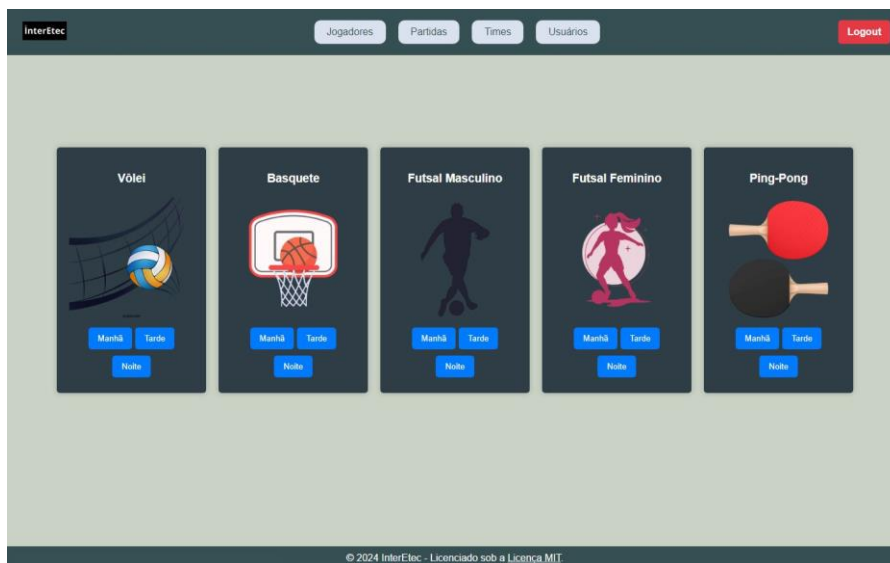 InterEtec
Jogadores Partidas Times Usuários
Logout
Vôlei
Manhã Tarde
Noite
Basquete
Manhã Tarde
Noite
Futsal Masculino
Manhã Tarde
Noite
Futsal Feminino
Manhã Tarde
Noite
Ping-Pong
Manhã Tarde
Noite
© 2024 InterEtec - Licenciado sob a Licença MIT.